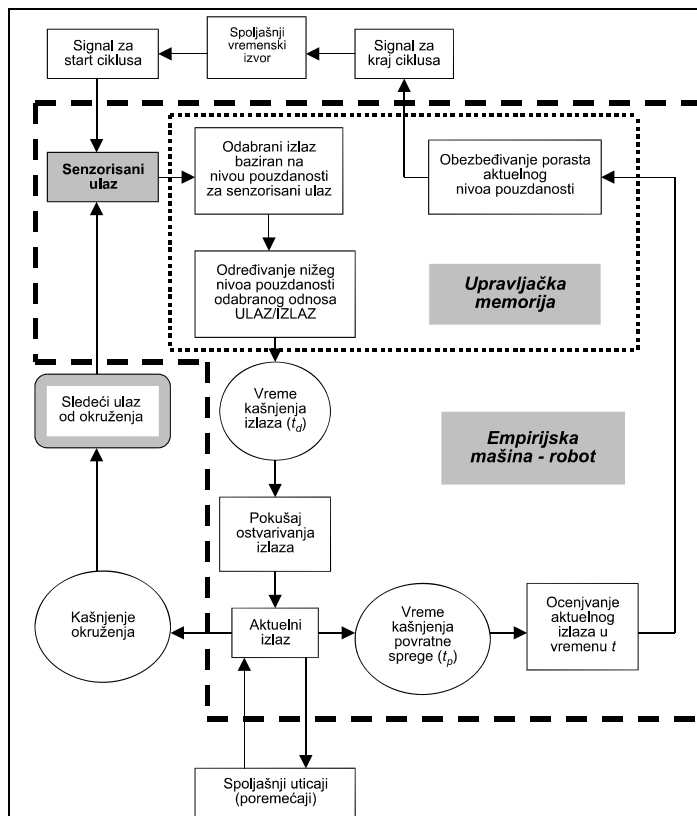 Signal za
start ciklusa
Spoljašnji
vremenski
izvor
Signal za
kraj ciklusa
Senzorisani
ulaz
Odabrani izlaz
baziran na
nivou pouzdanosti
za senzorisani ulaz
Obezbeđivanje porasta
aktuelnog
nivoa pouzdanosti
Određivanje nižeg
nivoa pouzdanosti
odabranog odnosa
ULAZ/IZLAZ
Upravljačka
memorija
Sledeći ulaz
od okruženja
Vreme
kašnjenja
izlaza (t_d)
Empirijska
mašina - robot
Pokušaj
ostvarivanja
izlaza
Kašnjenje
okruženja
Aktuelni
izlaz
Vreme
kašnjenja
povratne
sprege (t_p)
Ocenjvanje
aktuelnog
izlaza u
vremenu t
Spoljašnji uticaji
(poremećaji)